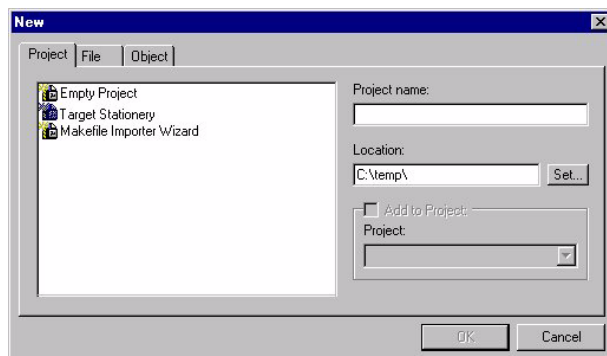 New
Project File Object
Empty Project
Target Stationery
Makefile Importer Wizard
Project name:
Location:
C:\temp\
Set...
Add to Project:
Project:
OK Cancel